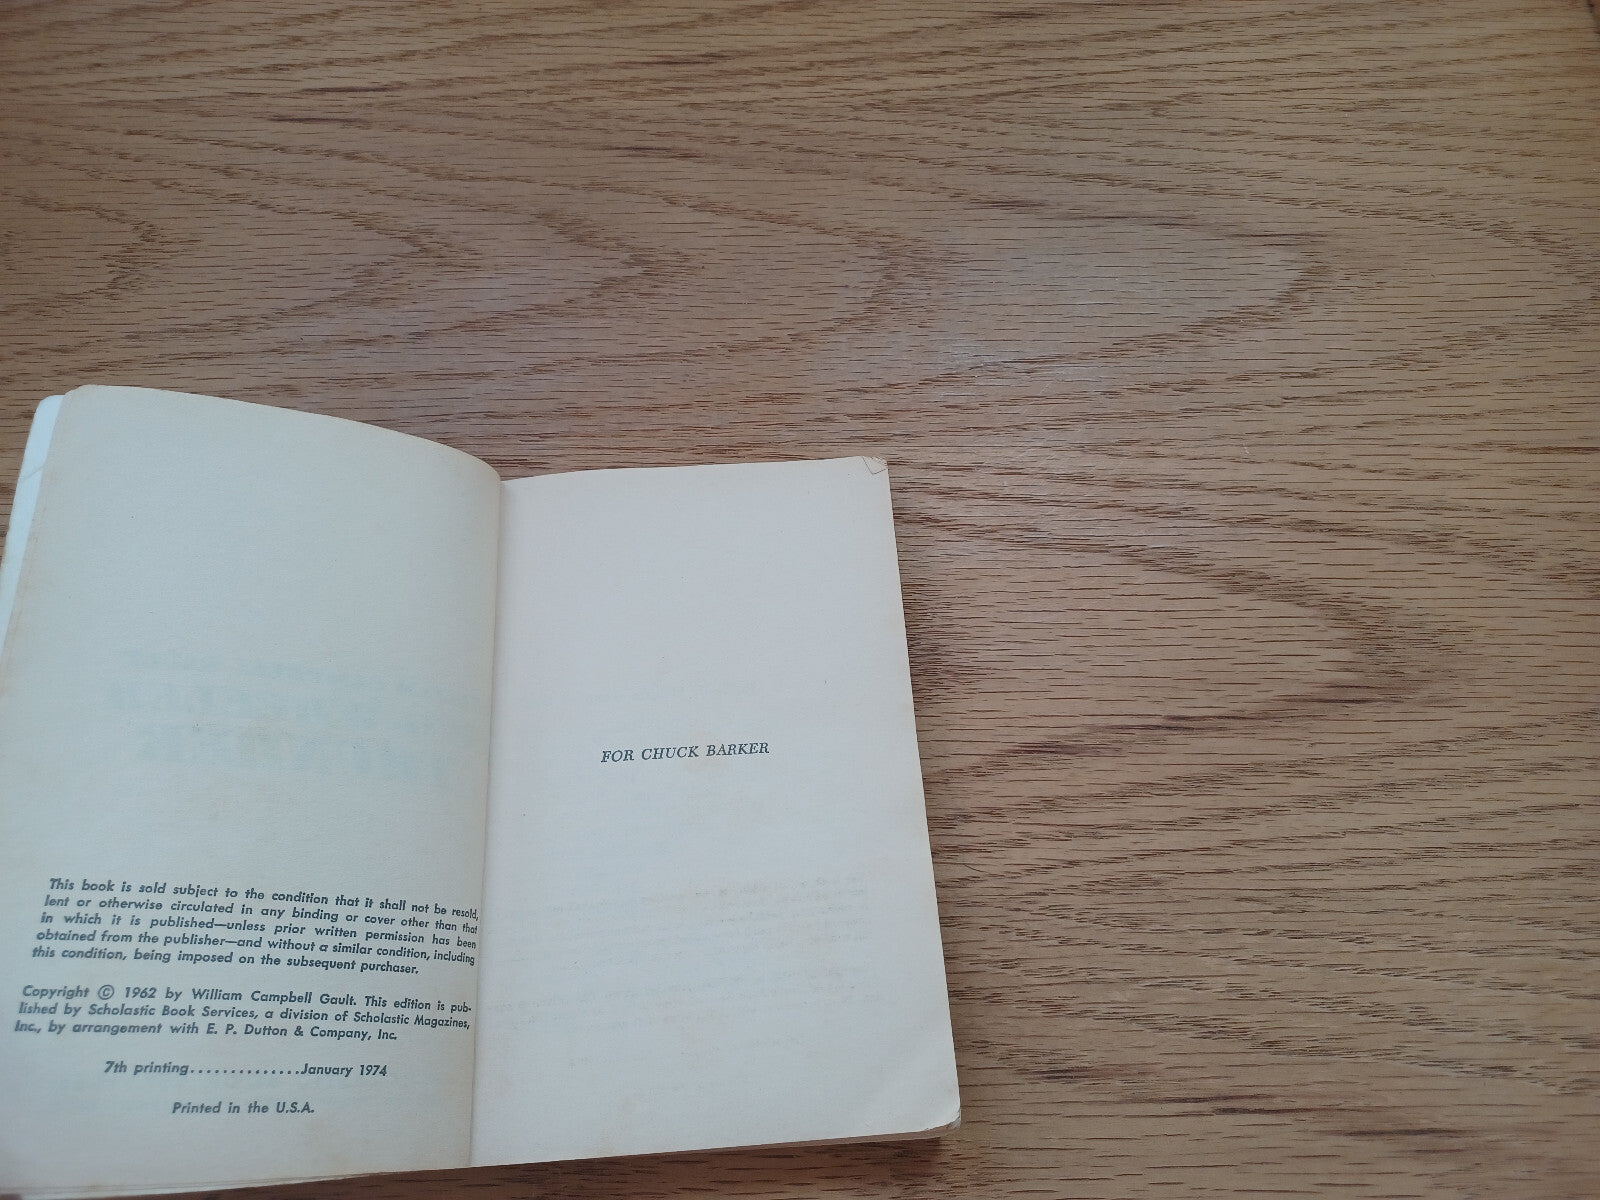 This book is sold subject to the condition that it shall not be resold,
lent or otherwise circulated in any binding or cover other than that
in which it is published—unless prior written permission has been
obtained from the publisher—and without a similar condition, including
this condition, being imposed on the subsequent purchaser.
Copyright © 1962 by William Campbell Gault. This edition is pub-
lished by Scholastic Book Services, a division of Scholastic Magazines,
Inc., by arrangement with E. P. Dutton & Company, Inc.
7th printing..............January 1974
Printed in the U.S.A.
FOR CHUCK BARKER